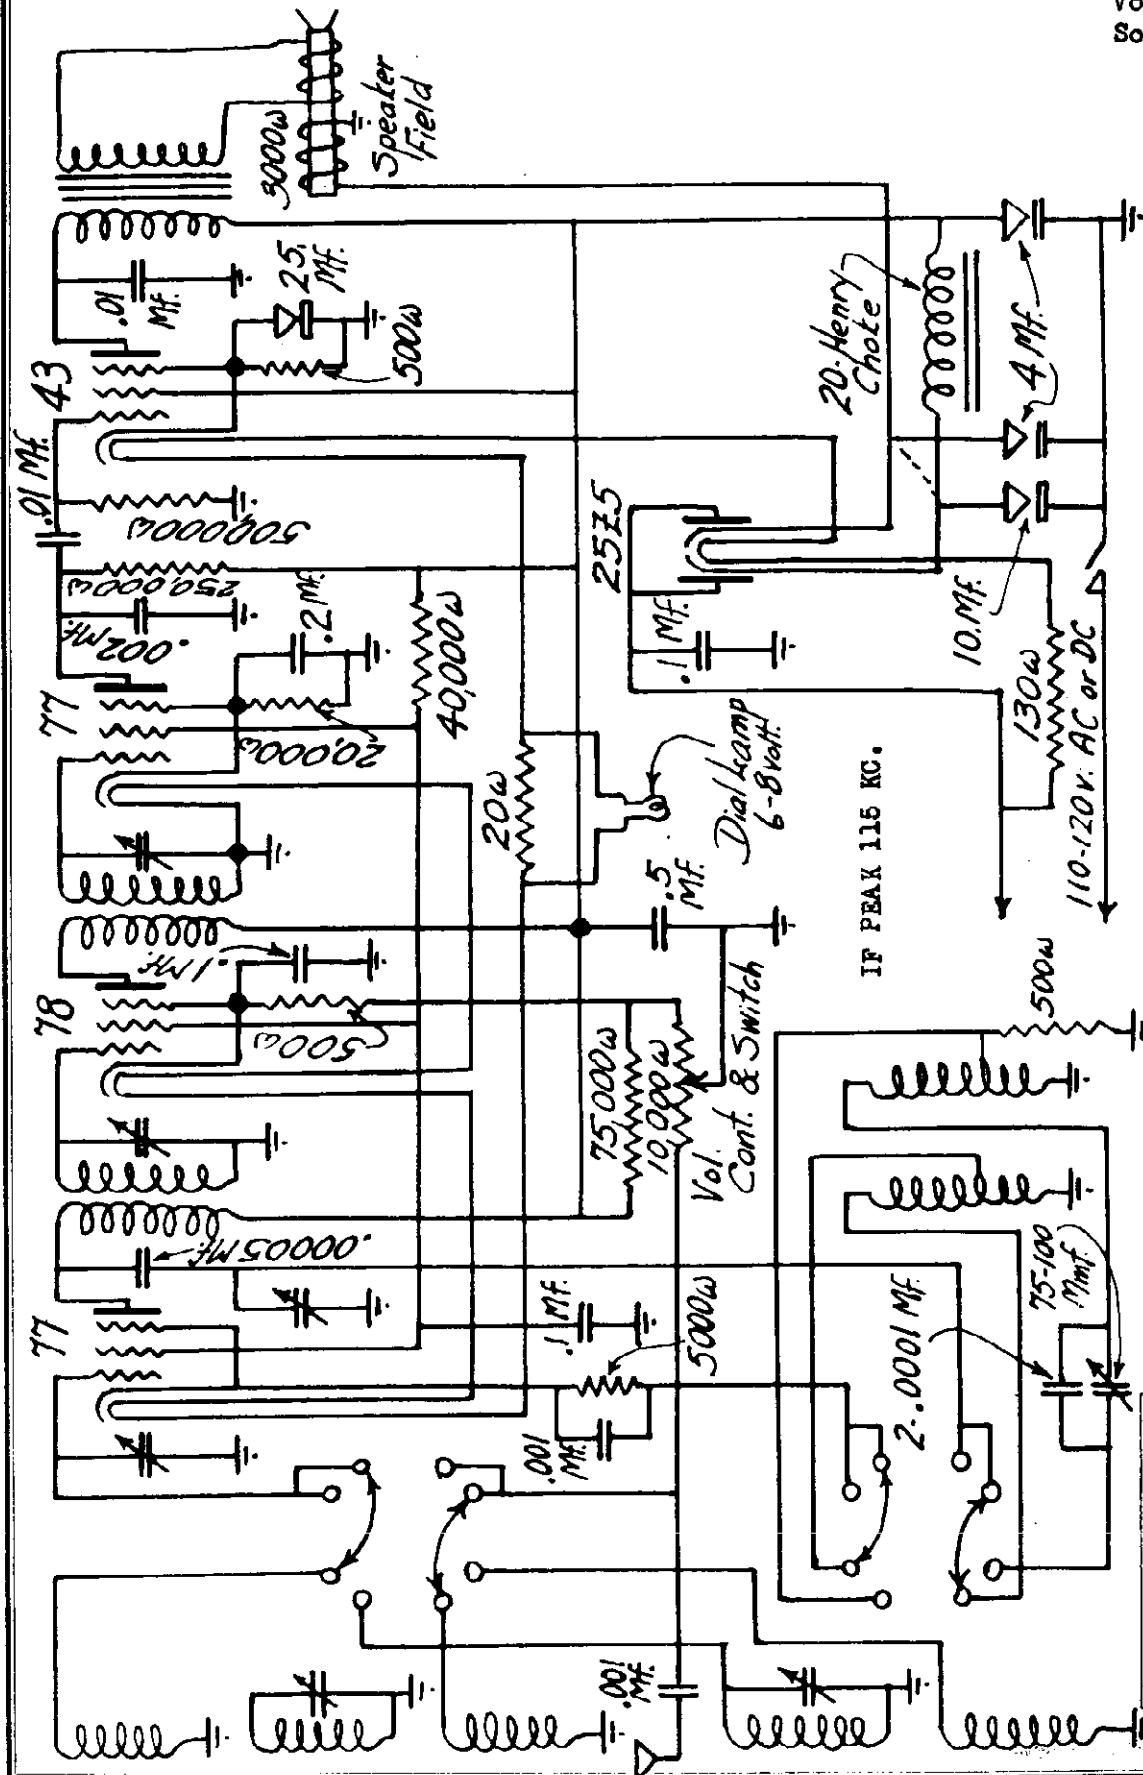 Vo
So
3000ω
Speaker
Field
.01
Mf.
25.
Mf.
500ω
43
.01 Mf.
500,000ω
250,000ω
.002 Mf.
.2 Mf.
77
20,000ω
40,000ω
20ω
Dial Lamp
6-8 volt.
25Z5
.1 Mf.
20-Henry
Choke
4 Mf.
10. Mf.
130ω
110-120v. AC or DC
IF PEAK 115 KC.
78
.1 Mf.
500ω
.5
Mf.
75,000ω
10,000ω
Vol.
Cont. & Switch
500ω
77
.00005 Mf.
.1 Mf.
5000ω
.001
Mf.
2-.0001 Mf.
75-100
Mmf.
.001
Mf.